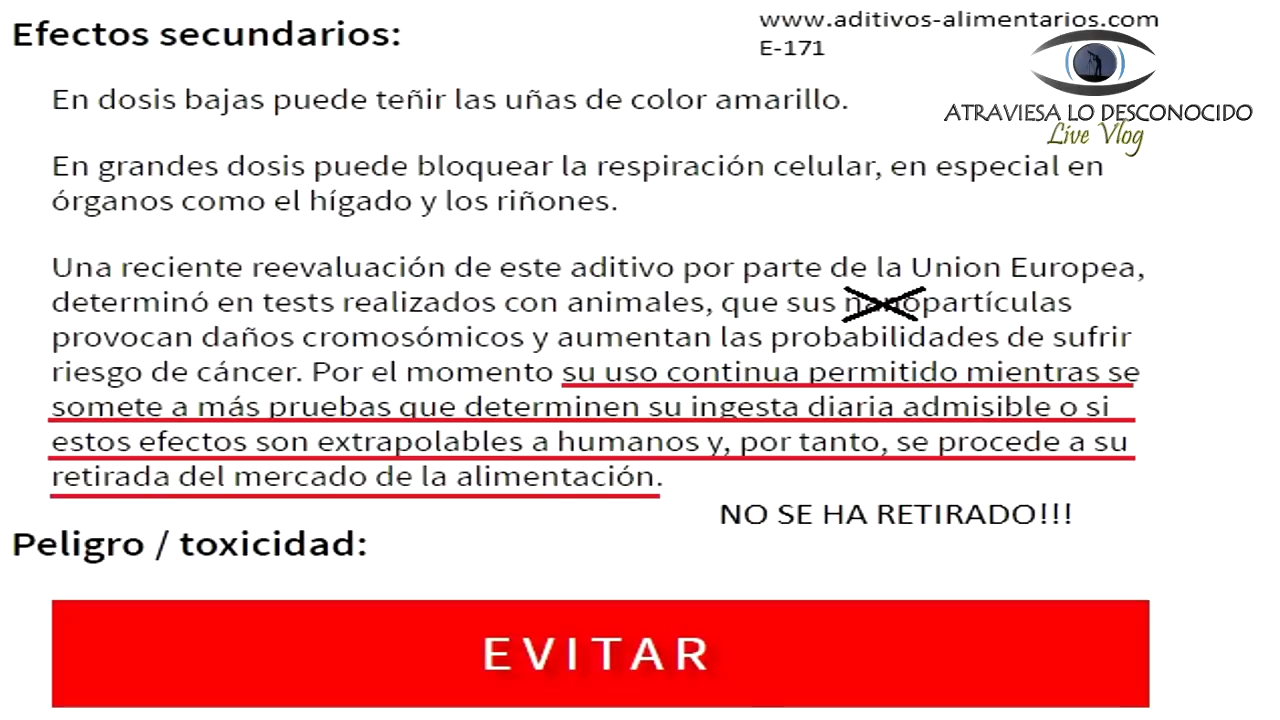 www.aditivos-alimentarios.com
Efectos secundarios:
E-171
ATRAVIESA LO DESCONOCIDO
Live Vlog
En dosis bajas puede teñir las uñas de color amarillo.
En grandes dosis puede bloquear la respiración celular, en especial en
órganos como el hígado y los riñones.
Una reciente reevaluación de este aditivo por parte de la Union Europea,
determinó en tests realizados con animales, que sus nanopartículas
provocan daños cromosómicos y aumentan las probabilidades de sufrir
riesgo de cáncer. Por el momento su uso continua permitido mientras se
somete a más pruebas que determinen su ingesta diaria admisible o si
estos efectos son extrapolables a humanos y, por tanto, se procede a su
retirada del mercado de la alimentación.
NO SE HA RETIRADO!!!
Peligro / toxicidad:
EVITAR